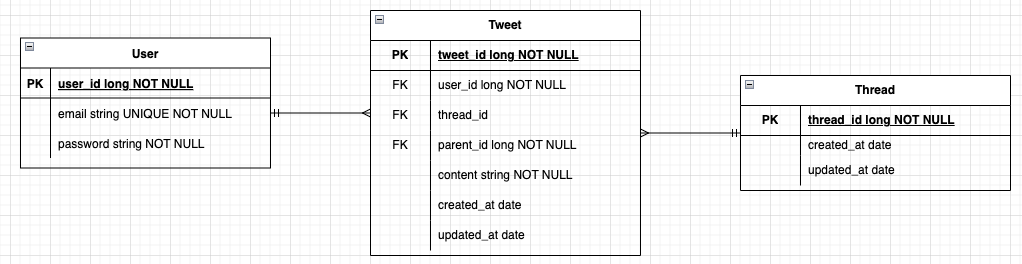 User
PK user_id long NOT NULL
email string UNIQUE NOT NULL
password string NOT NULL
Tweet
PK tweet_id long NOT NULL
FK user_id long NOT NULL
FK thread_id
FK parent_id long NOT NULL
content string NOT NULL
created_at date
updated_at date
Thread
PK thread_id long NOT NULL
created_at date
updated_at date